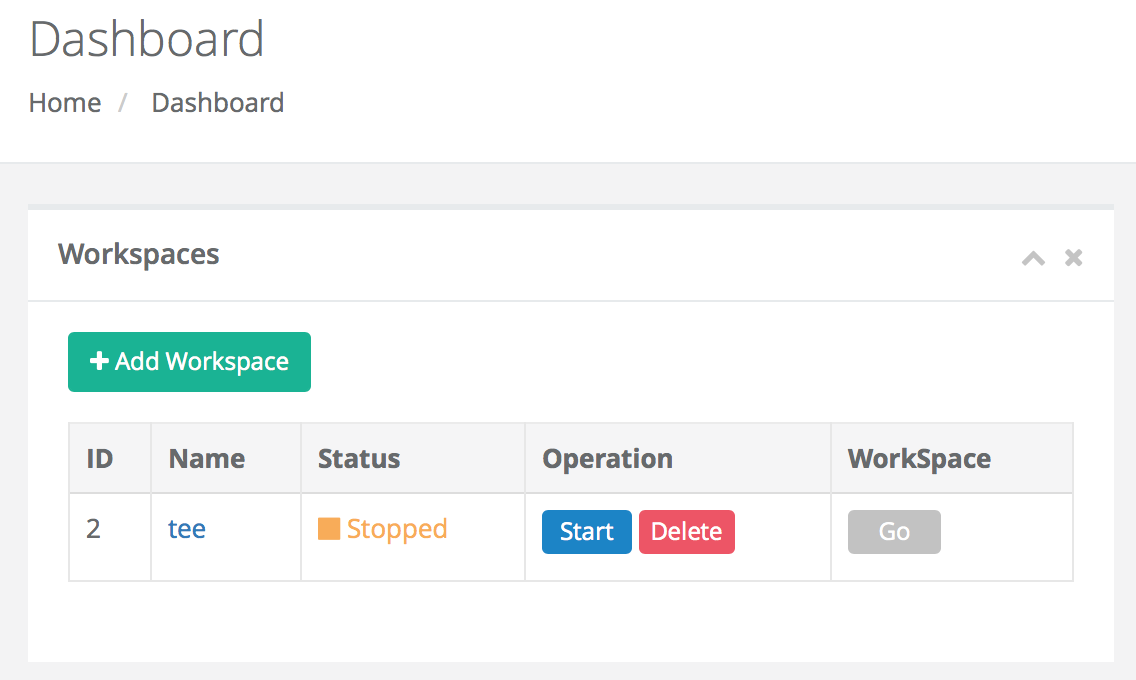 Dashboard
Home / Dashboard
Workspaces
Add Workspace
ID Name Status Operation WorkSpace
2 tee Stopped Start Delete Go